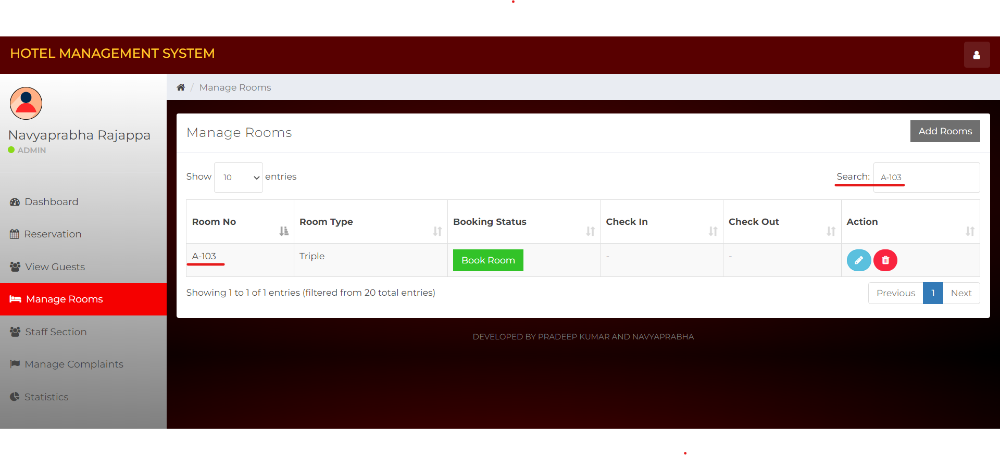 HOTEL MANAGEMENT SYSTEM
/ Manage Rooms
Navyaprabha Rajappa
ADMIN
Dashboard
Reservation
View Guests
Manage Rooms
Staff Section
Manage Complaints
Statistics
Manage Rooms
Add Rooms
Show 10 entries
Search: A-103
Room No Room Type Booking Status Check In Check Out Action
A-103 Triple Book Room - -
Showing 1 to 1 of 1 entries (filtered from 20 total entries)
Previous 1 Next
DEVELOPED BY PRADEEP KUMAR AND NAVYAPRABHA